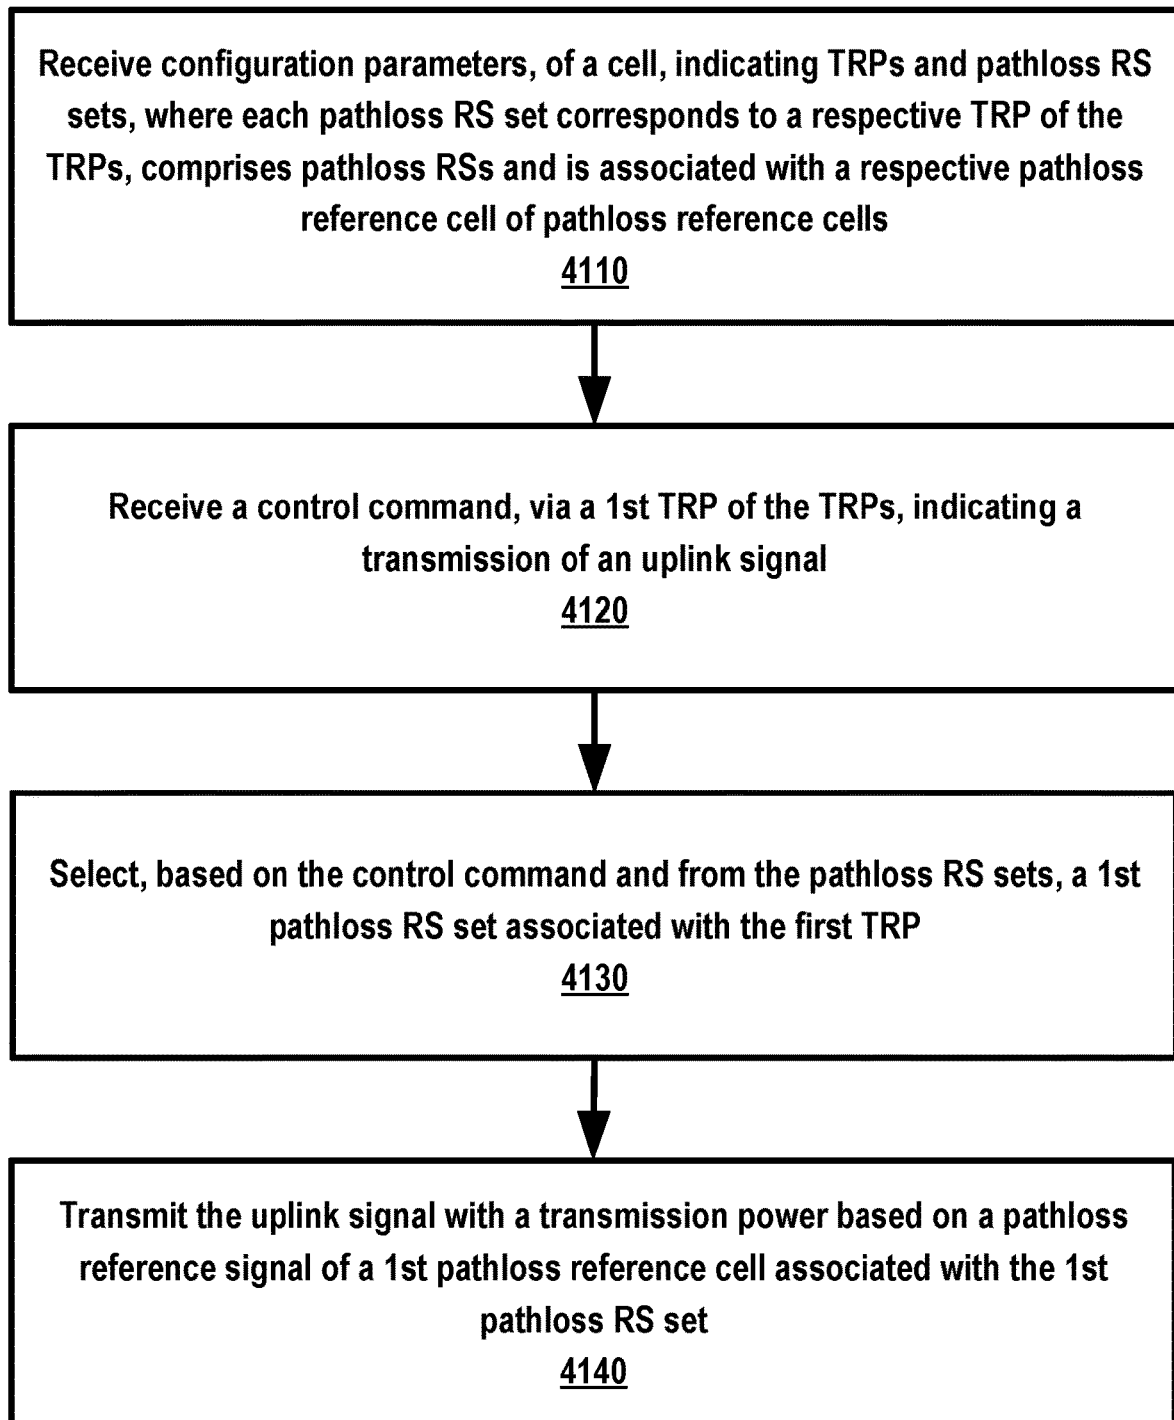 Receive configuration parameters, of a cell, indicating TRPs and pathloss RS
sets, where each pathloss RS set corresponds to a respective TRP of the
TRPs, comprises pathloss RSs and is associated with a respective pathloss
reference cell of pathloss reference cells
4110
Receive a control command, via a 1st TRP of the TRPs, indicating a
transmission of an uplink signal
4120
Select, based on the control command and from the pathloss RS sets, a 1st
pathloss RS set associated with the first TRP
4130
Transmit the uplink signal with a transmission power based on a pathloss
reference signal of a 1st pathloss reference cell associated with the 1st
pathloss RS set
4140